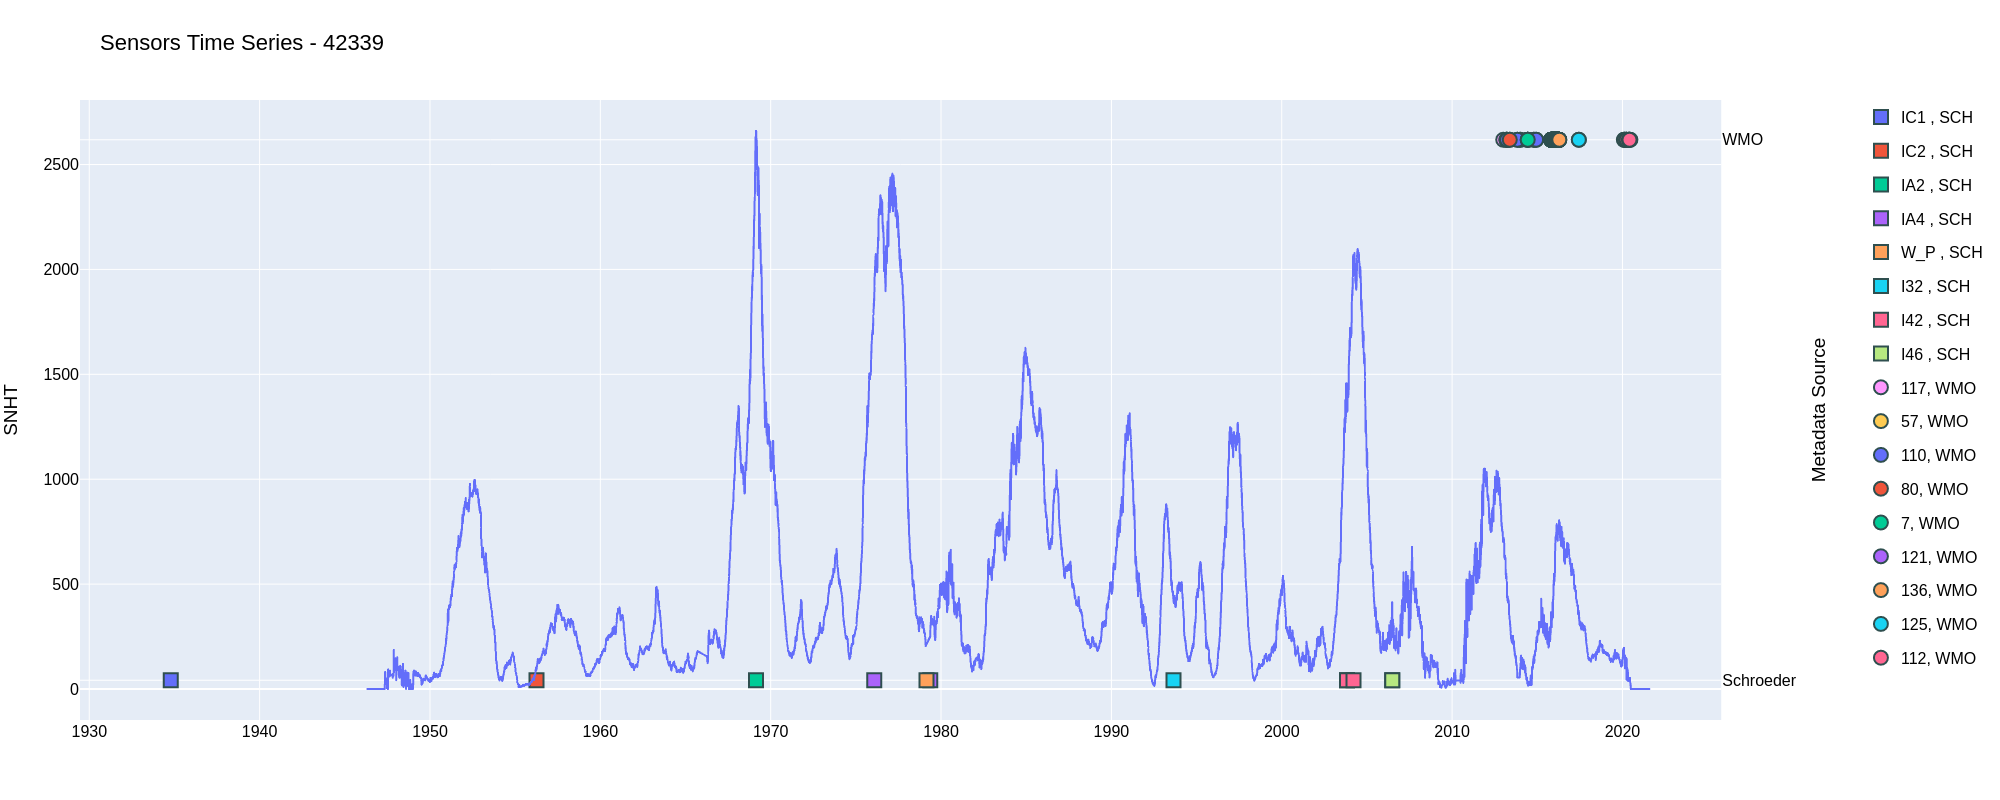 Sensors Time Series - 42339
SNHT
2500
2000
1500
1000
500
0
1930
1940
1950
1960
1970
1980
1990
2000
2010
2020
WMO
Schroeder
Metadata Source
IC1 , SCH
IC2 , SCH
IA2 , SCH
IA4 , SCH
W_P , SCH
I32 , SCH
I42 , SCH
I46 , SCH
117, WMO
57, WMO
110, WMO
80, WMO
7, WMO
121, WMO
136, WMO
125, WMO
112, WMO